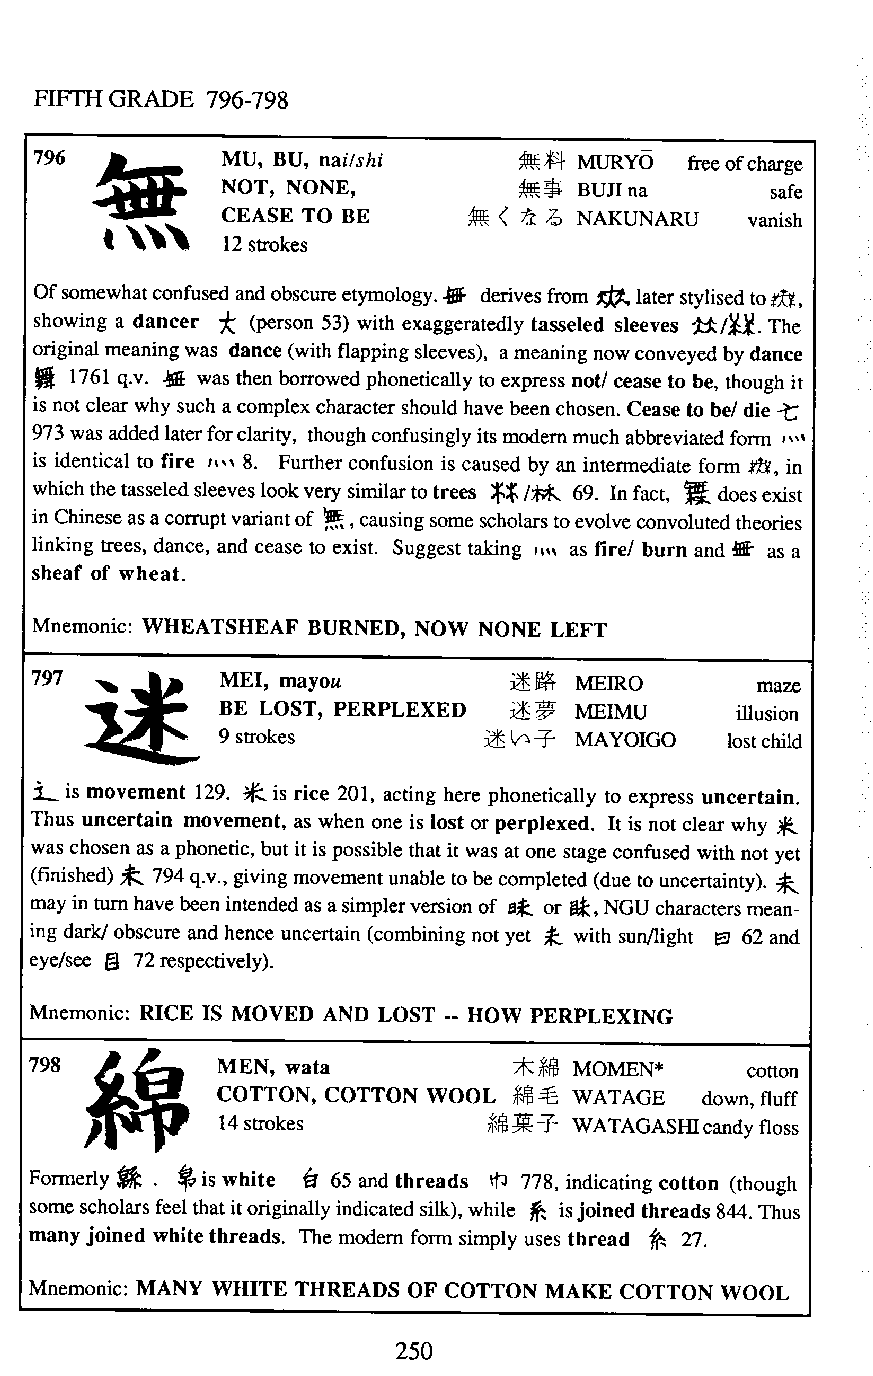 FIFTH GRADE 796-798
796 無 MU, BU, nai/shi 無料 MURYŌ free of charge
NOT, NONE, 無事 BUJI na safe
CEASE TO BE 無くなる NAKUNARU vanish
12 strokes
Of somewhat confused and obscure etymology. derives from , later stylised to ,
showing a dancer 大 (person 53) with exaggeratedly tasseled sleeves / . The
original meaning was dance (with flapping sleeves), a meaning now conveyed by dance
舞 1761 q.v. was then borrowed phonetically to express not/ cease to be, though it
is not clear why such a complex character should have been chosen. Cease to be/ die 七
973 was added later for clarity, though confusingly its modern much abbreviated form 灬
is identical to fire 灬 8. Further confusion is caused by an intermediate form , in
which the tasseled sleeves look very similar to trees /林 69. In fact, does exist
in Chinese as a corrupt variant of 無, causing some scholars to evolve convoluted theories
linking trees, dance, and cease to exist. Suggest taking 灬 as fire/ burn and as a
sheaf of wheat.
Mnemonic: WHEATSHEAF BURNED, NOW NONE LEFT
797 迷 MEI, mayou 迷路 MEIRO maze
BE LOST, PERPLEXED 迷夢 MEIMU illusion
9 strokes 迷い子 MAYOIGO lost child
辶 is movement 129. 米 is rice 201, acting here phonetically to express uncertain.
Thus uncertain movement, as when one is lost or perplexed. It is not clear why 米
was chosen as a phonetic, but it is possible that it was at one stage confused with not yet
(finished) 未 794 q.v., giving movement unable to be completed (due to uncertainty). 未
may in turn have been intended as a simpler version of 昧 or 眛, NGU characters mean-
ing dark/ obscure and hence uncertain (combining not yet 未 with sun/light 日 62 and
eye/see 目 72 respectively).
Mnemonic: RICE IS MOVED AND LOST -- HOW PERPLEXING
798 綿 MEN, wata 木綿 MOMEN* cotton
COTTON, COTTON WOOL 綿毛 WATAGE down, fluff
14 strokes 綿菓子 WATAGASHI candy floss
Formerly 緜 . 帛 is white 白 65 and threads 巾 778, indicating cotton (though
some scholars feel that it originally indicated silk), while 系 is joined threads 844. Thus
many joined white threads. The modern form simply uses thread 糸 27.
Mnemonic: MANY WHITE THREADS OF COTTON MAKE COTTON WOOL
250